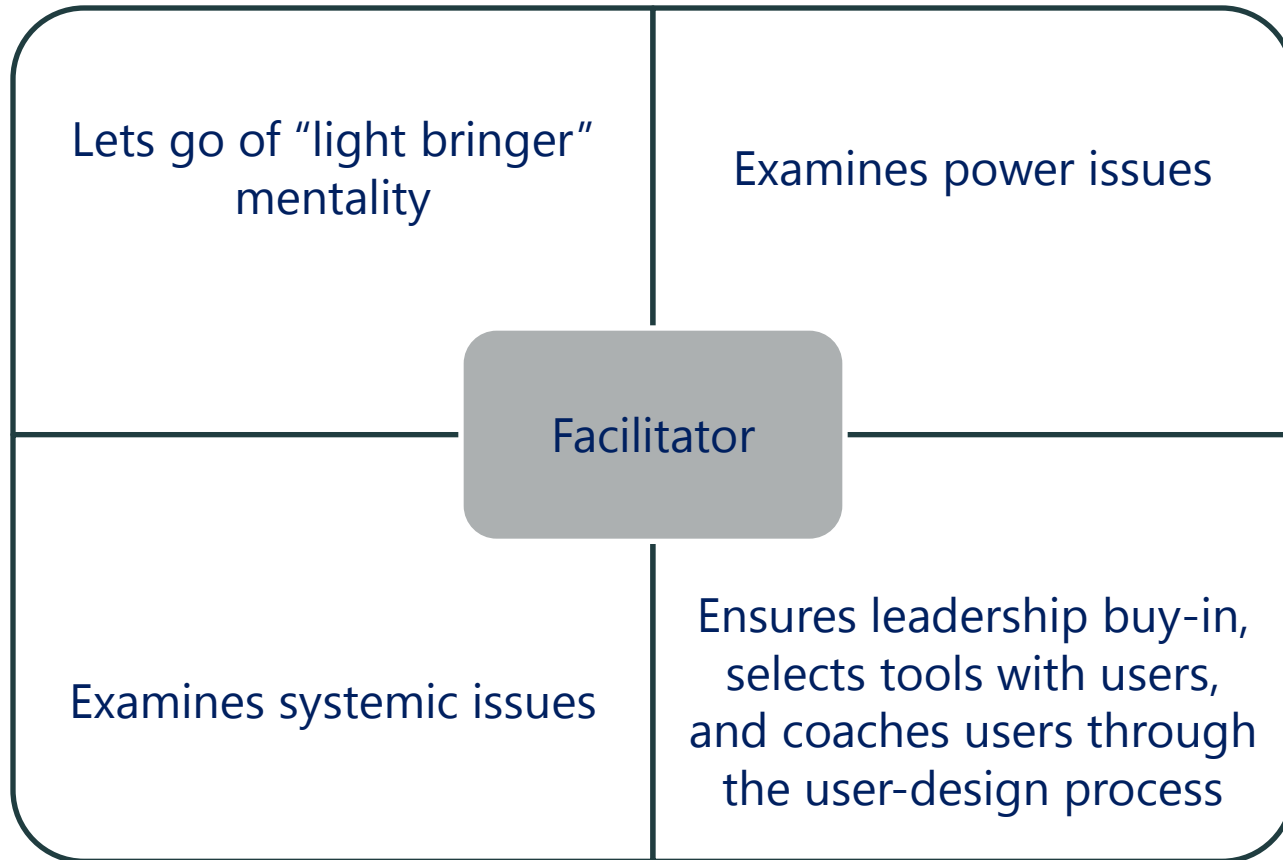 Lets go of “light bringer”
mentality
Examines power issues
Facilitator
Examines systemic issues
Ensures leadership buy-in,
selects tools with users,
and coaches users through
the user-design process